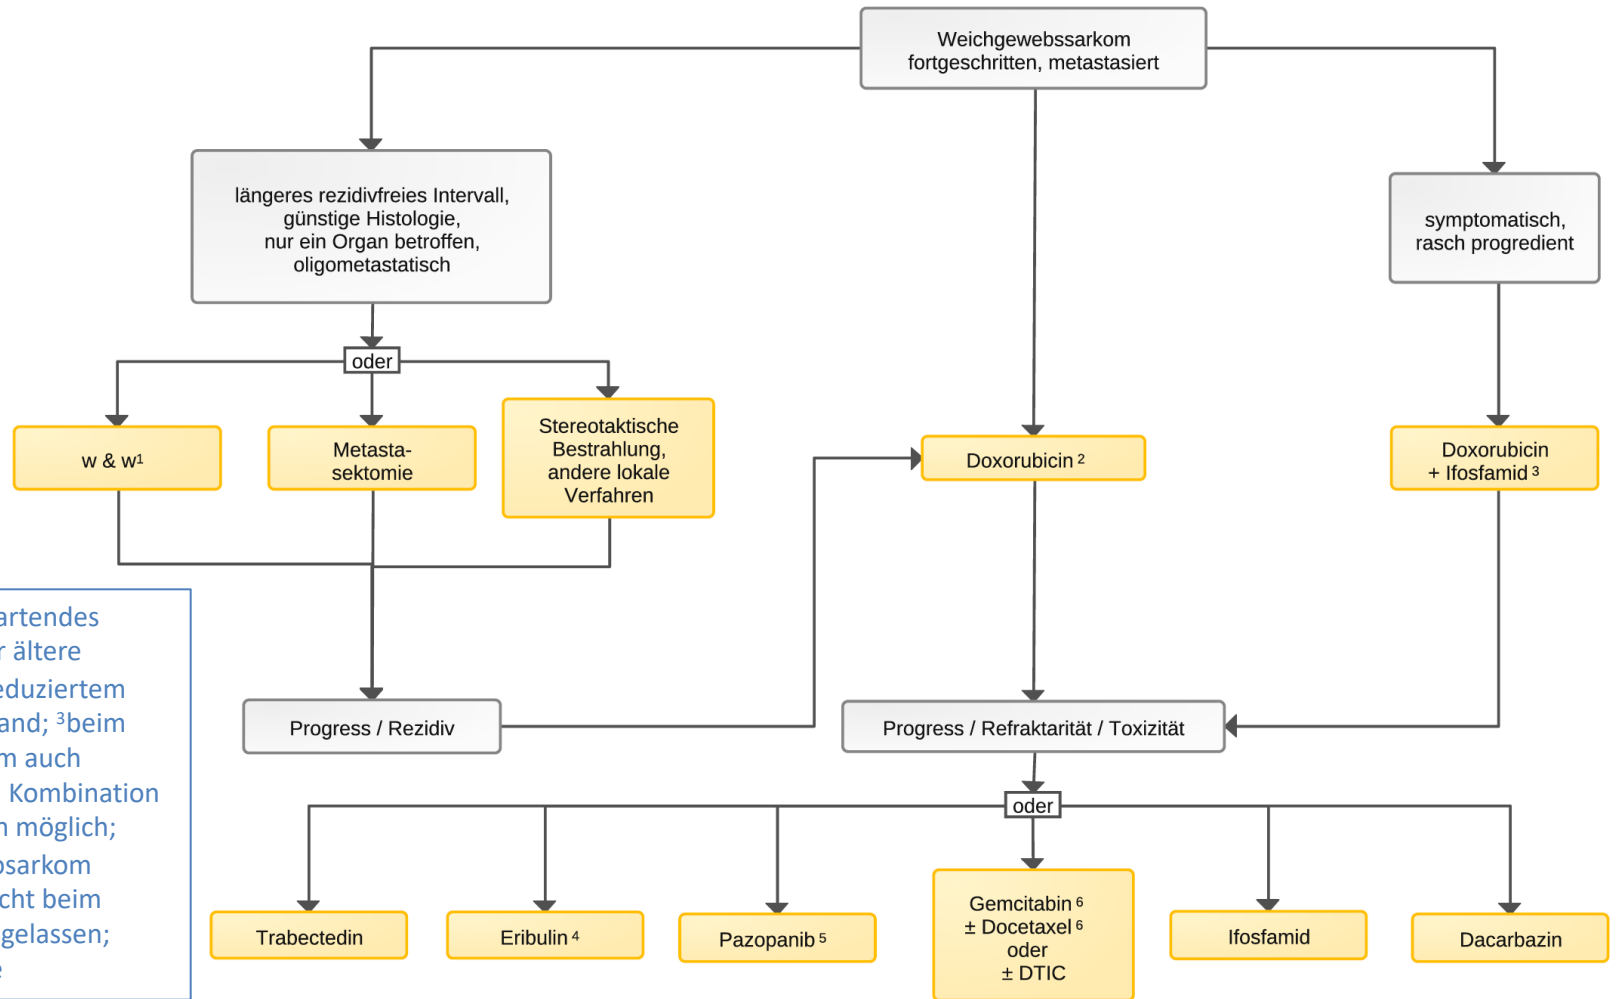 Weichgewebssarkom
fortgeschritten, metastasiert
längeres rezidivfreies Intervall,
günstige Histologie,
nur ein Organ betroffen,
oligometastatisch
symptomatisch,
rasch progredient
oder
w & w¹
Metasta-
sektomie
Stereotaktische
Bestrahlung,
andere lokale
Verfahren
Doxorubicin ²
Doxorubicin
+ Ifosfamid ³
artendes
r ältere
eduziertem
and; ³beim
m auch
Kombination
n möglich;
osarkom
cht beim
gelassen;
e
Progress / Rezidiv
Progress / Refraktarität / Toxizität
oder
Trabectedin
Eribulin ⁴
Pazopanib ⁵
Gemcitabin ⁶
± Docetaxel ⁶
oder
± DTIC
Ifosfamid
Dacarbazin